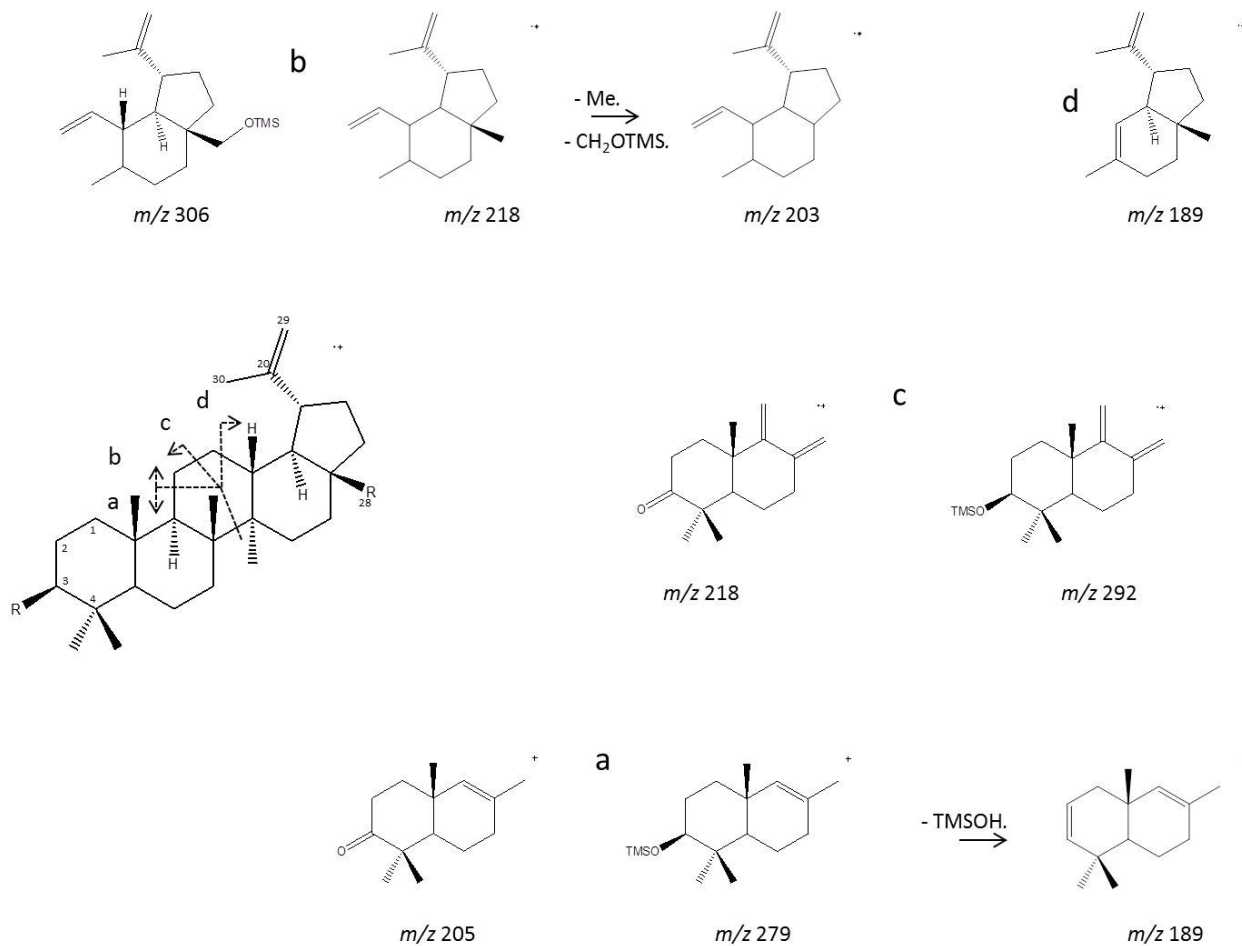 b
d
H
H
OTMS
·+
- Me.
- CH₂OTMS.
·+
H
·+
m/z 306
m/z 218
m/z 203
m/z 189
29
20
30
·+
d
c
b
a
H
H
H
R
28
1
2
3
4
R
c
·+
·+
O
TMSO
m/z 218
m/z 292
a
+
+
- TMSOH.
O
TMSO
m/z 205
m/z 279
m/z 189